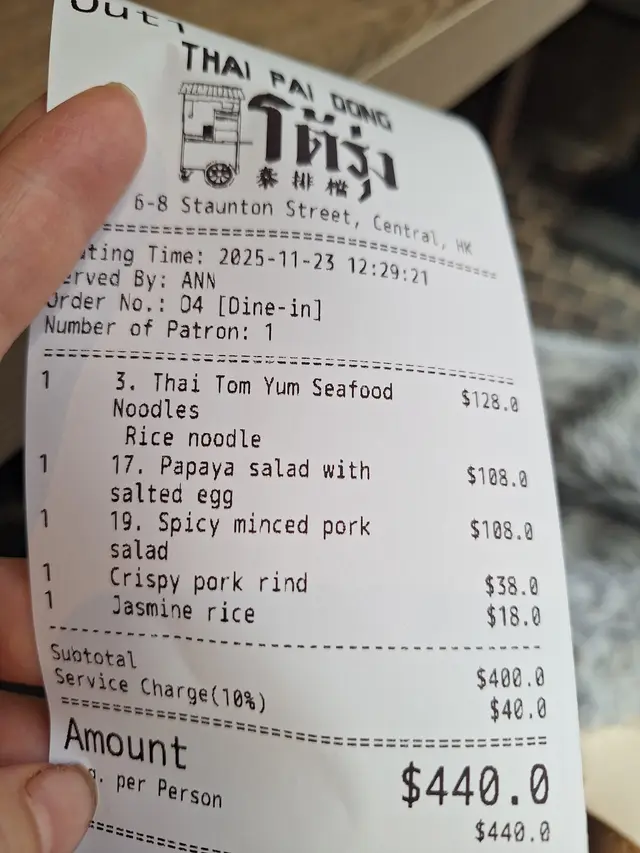 THAI PAI DONG
โต้รุ่ง
泰排檔
6-8 Staunton Street, Central, HK
ting Time: 2025-11-23 12:29:21
erved By: ANN
Order No.: 04 [Dine-in]
Number of Patron: 1
1 3. Thai Tom Yum Seafood $128.0
Noodles
Rice noodle
1 17. Papaya salad with $108.0
salted egg
1 19. Spicy minced pork $108.0
salad
1 Crispy pork rind $38.0
1 Jasmine rice $18.0
Subtotal $400.0
Service Charge(10%) $40.0
Amount $440.0
g. per Person $440.0